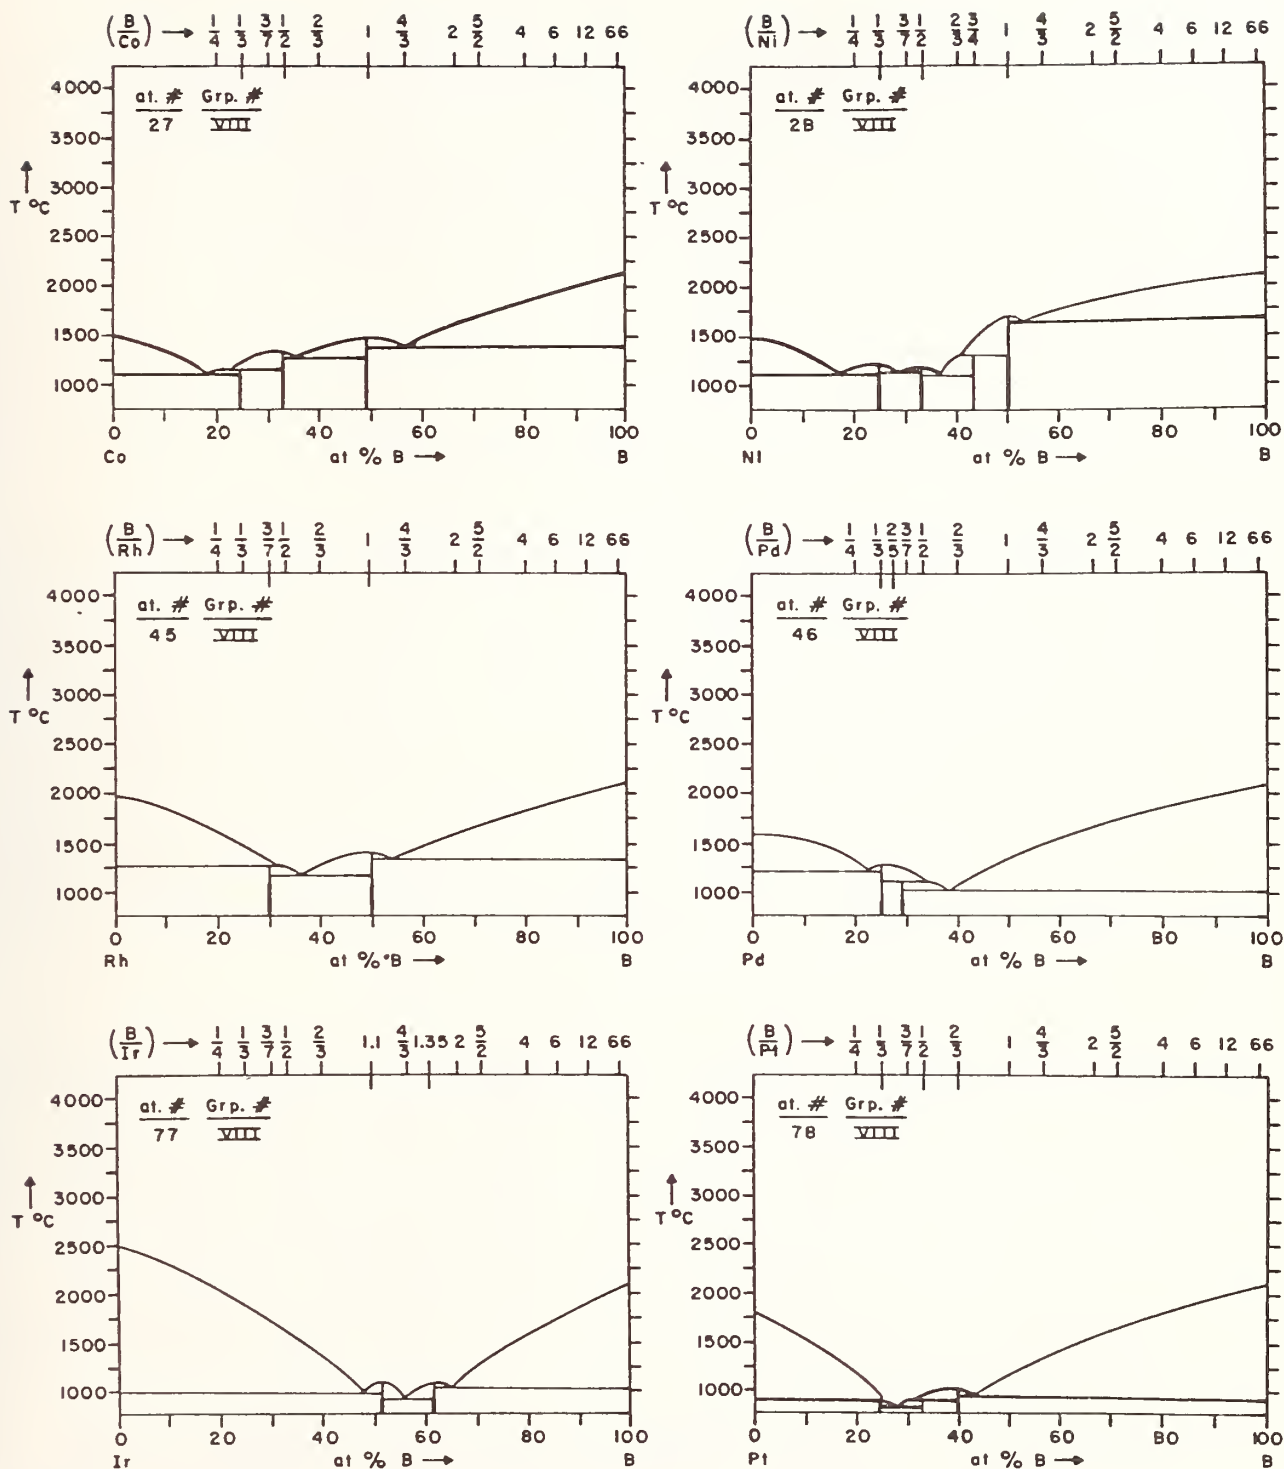 (B/Co) → 1/4 1/3 3/7 1/2 2/3 1 4/3 2 5/2 4 6 12 66
at. # Grp. #
27 VIII
4000
3500
3000
T °C
2500
2000
1500
1000
0 20 40 60 80 100
Co at % B → B
(B/Ni) → 1/4 1/3 3/7 1/2 2/3 3/4 1 4/3 2 5/2 4 6 12 66
at. # Grp. #
28 VIII
4000
3500
3000
T °C
2500
2000
1500
1000
0 20 40 60 80 100
NI at % B → B
(B/Rh) → 1/4 1/3 3/7 1/2 2/3 1 4/3 2 5/2 4 6 12 66
at. # Grp. #
45 VIII
4000
3500
3000
T °C
2500
2000
1500
1000
0 20 40 60 80 100
Rh at % B → B
(B/Pd) → 1/4 1/3 2/5 3/7 1/2 2/3 1 4/3 2 5/2 4 6 12 66
at. # Grp. #
46 VIII
4000
3500
3000
T °C
2500
2000
1500
1000
0 20 40 60 80 100
Pd at % B → B
(B/Ir) → 1/4 1/3 3/7 1/2 2/3 1.1 4/3 1.35 2 5/2 4 6 12 66
at. # Grp. #
77 VIII
4000
3500
3000
T °C
2500
2000
1500
1000
0 20 40 60 80 100
Ir at % B → B
(B/Pt) → 1/4 1/3 3/7 1/2 2/3 1 4/3 2 5/2 4 6 12 66
at. # Grp. #
78 VIII
4000
3500
3000
T °C
2500
2000
1500
1000
0 20 40 60 80 100
Pt at % B → B